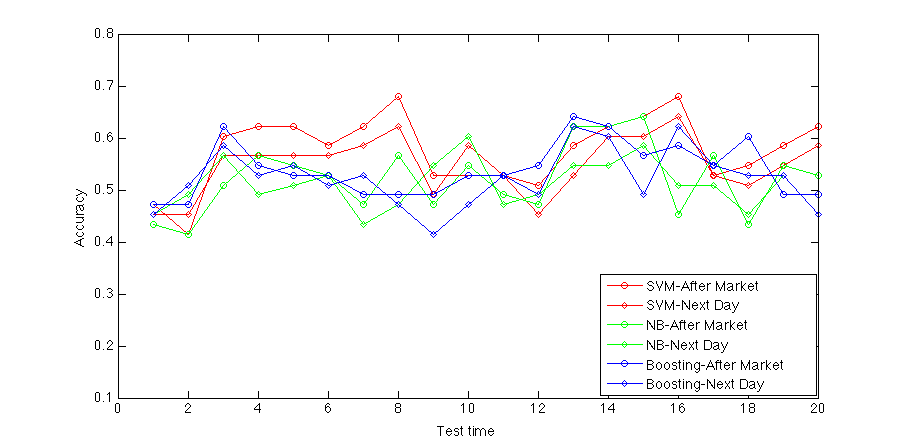 0.8
0.7
0.6
0.5
0.4
0.3
0.2
0.1
Accuracy
0 2 4 6 8 10 12 14 16 18 20
Test time
SVM-After Market
SVM-Next Day
NB-After Market
NB-Next Day
Boosting-After Market
Boosting-Next Day